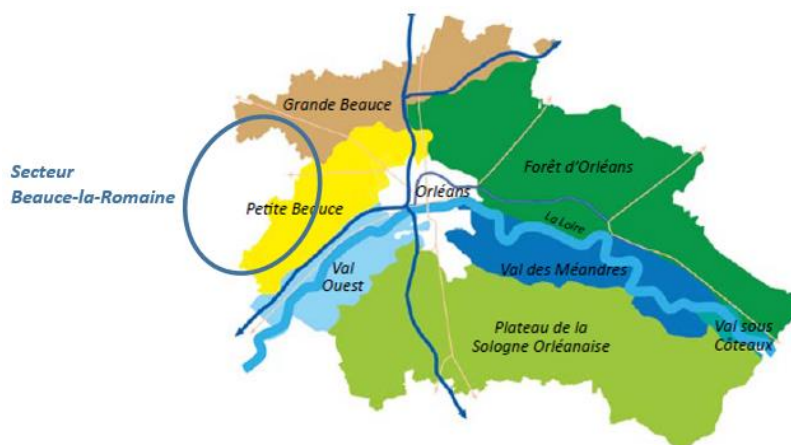 Grande Beauce
Secteur
Beauce-la-Romaine
Forêt d'Orléans
Orléans
Petite Beauce
La Loire
Val
Ouest
Val des Méandres
Plateau de la
Sologne Orléanaise
Val sous
Côteaux